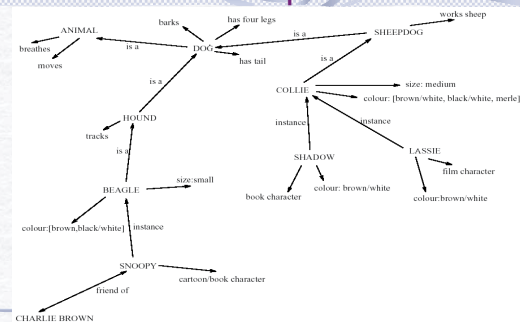 works sheep
has four legs
barks
ANIMAL
SHEEPDOG
is a
breathes
is a
DOG
has tail
moves
is a
is a
size: medium
COLLIE
colour: [brown/white, black/white, merle]
HOUND
instance
instance
tracks
is a
LASSIE
SHADOW
film character
size:small
BEAGLE
colour: brown/white
book character
colour:brown/white
colour:[brown,black/white]
instance
SNOOPY
cartoon/book character
friend of
CHARLIE BROWN